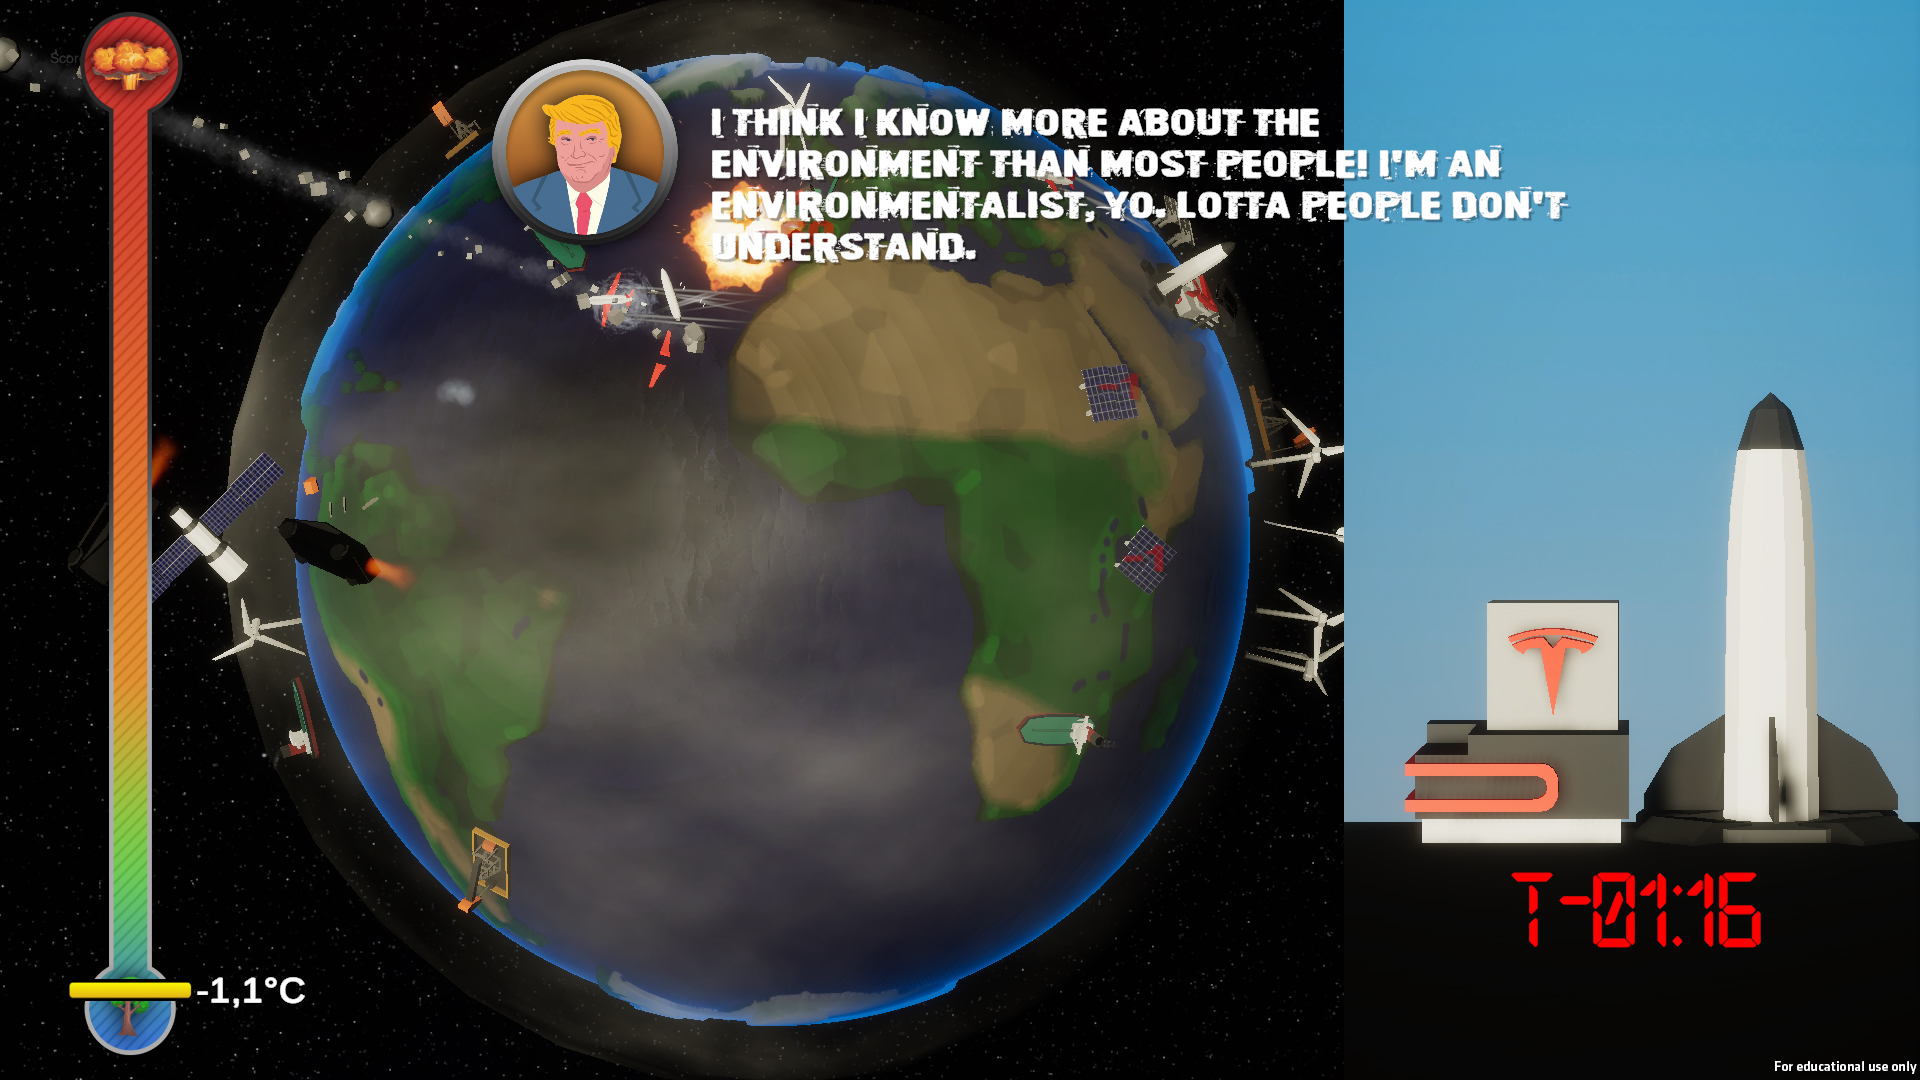 Scor
I THINK I KNOW MORE ABOUT THE
ENVIRONMENT THAN MOST PEOPLE! I'M AN
ENVIRONMENTALIST, YO. LOTTA PEOPLE DON'T
UNDERSTAND.
T-01:16
-1,1°C
For educational use only